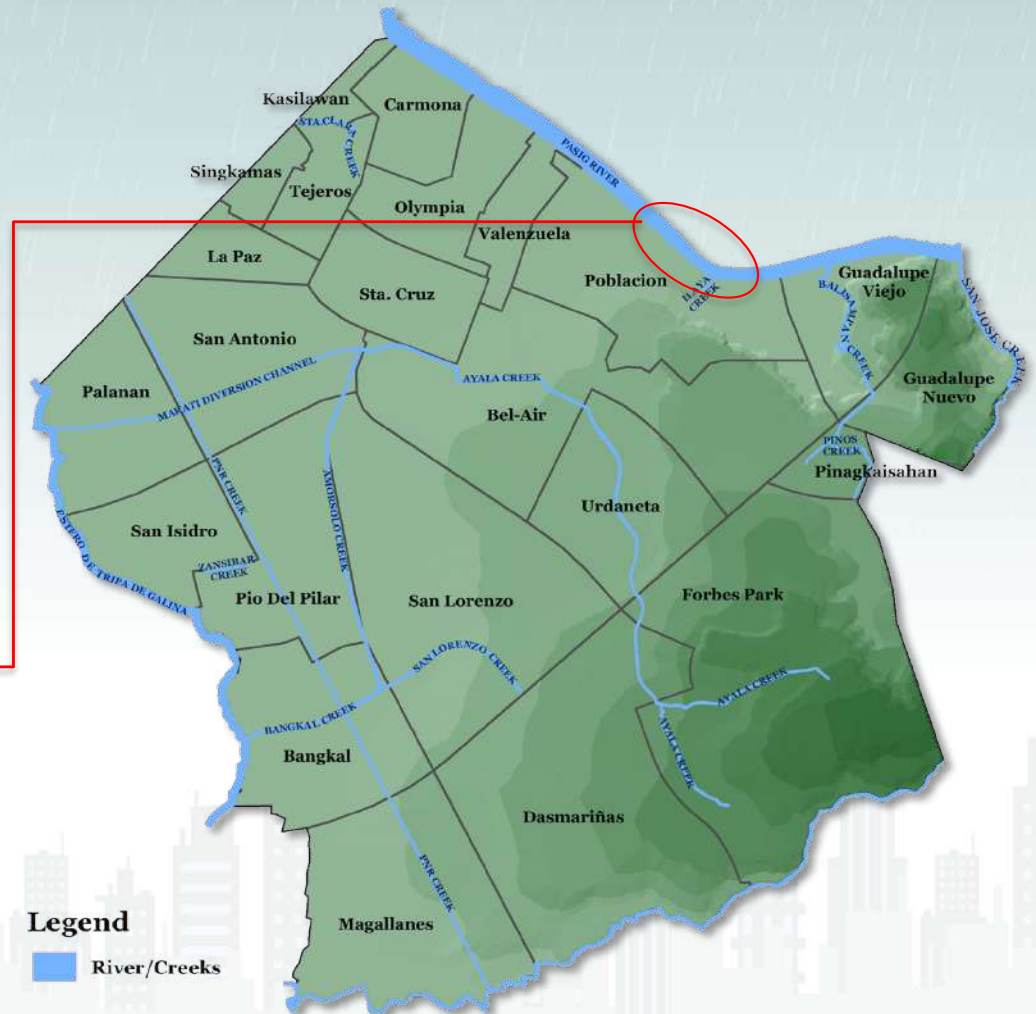 Kasilawan
Carmona
STA.CLARA
CREEK
PASIG RIVER
Singkamas
Tejeros
Olympia
Valenzuela
La Paz
Poblacion
ILAYA
CREEK
Guadalupe
Viejo
BALISAMPAN CREEK
SAN JOSE CREEK
Sta. Cruz
San Antonio
Guadalupe
Nuevo
Palanan
MAKATI DIVERSION CHANNEL
AYALA CREEK
Bel-Air
PINOS
CREEK
Pinagkaisahan
PNR CREEK
AMORSOLO CREEK
Urdaneta
San Isidro
ESTERO DE TRIPA DE GALINA
ZANSIBAR
CREEK
Pio Del Pilar
San Lorenzo
Forbes Park
SAN LORENZO CREEK
AYALA CREEK
BANGKAL CREEK
AYALA CREEK
Bangkal
Dasmariñas
PNR CREEK
Magallanes
Legend
River/Creeks